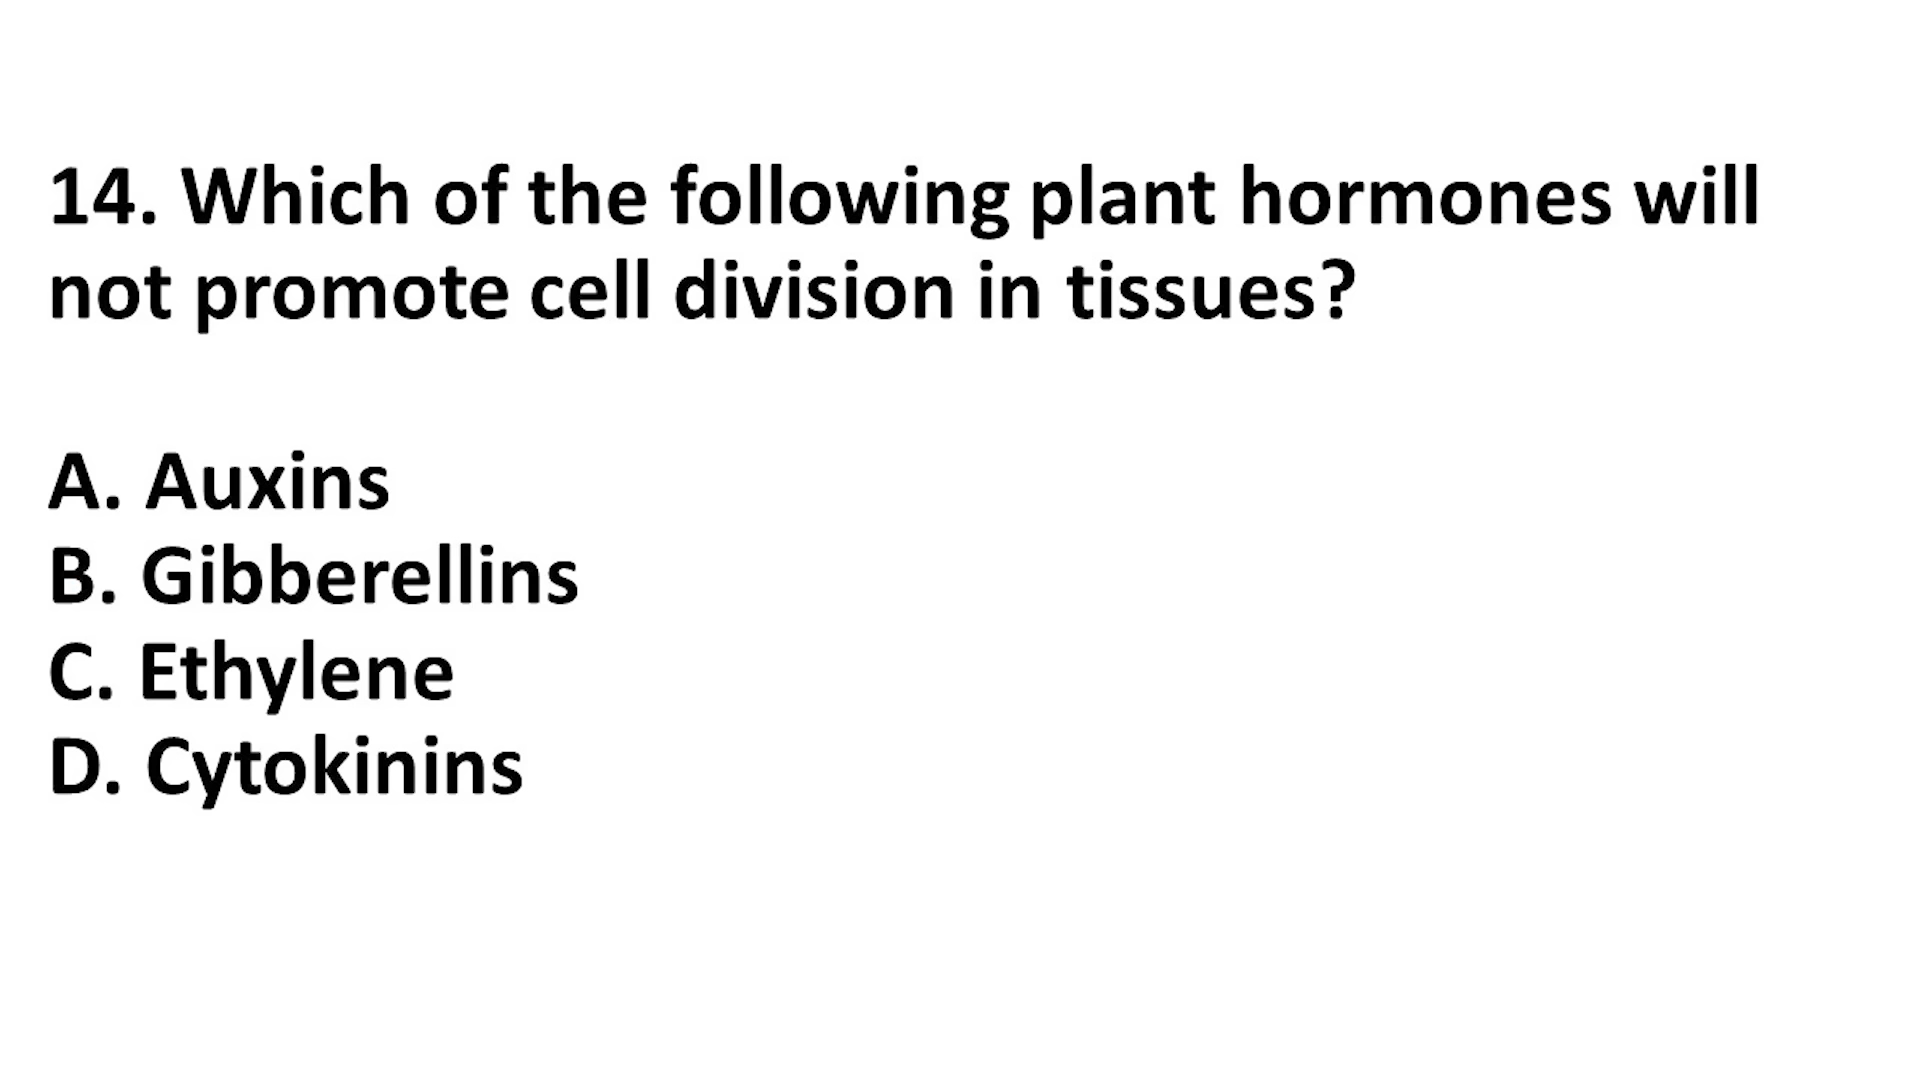 14. Which of the following plant hormones will
not promote cell division in tissues?
A. Auxins
B. Gibberellins
C. Ethylene
D. Cytokinins